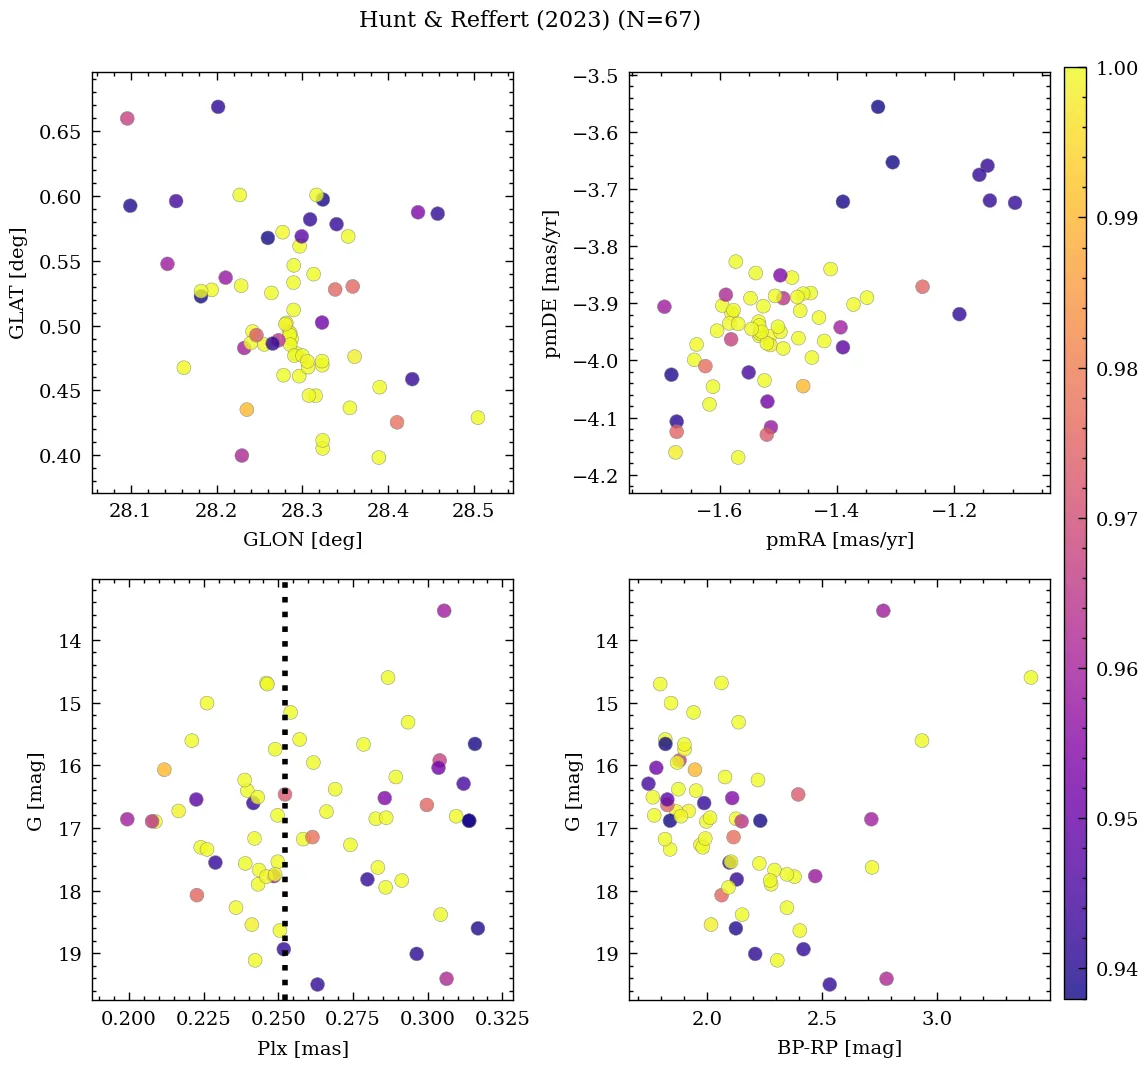 Hunt & Reffert (2023) (N=67)
0.65
0.60
0.55
0.50
0.45
0.40
GLAT [deg]
28.1 28.2 28.3 28.4 28.5
GLON [deg]
−3.5
−3.6
−3.7
−3.8
−3.9
−4.0
−4.1
−4.2
pmDE [mas/yr]
−1.6 −1.4 −1.2
pmRA [mas/yr]
1.00
0.99
0.98
0.97
0.96
0.95
0.94
14
15
16
17
18
19
G [mag]
0.200 0.225 0.250 0.275 0.300 0.325
Plx [mas]
14
15
16
17
18
19
G [mag]
2.0 2.5 3.0
BP-RP [mag]